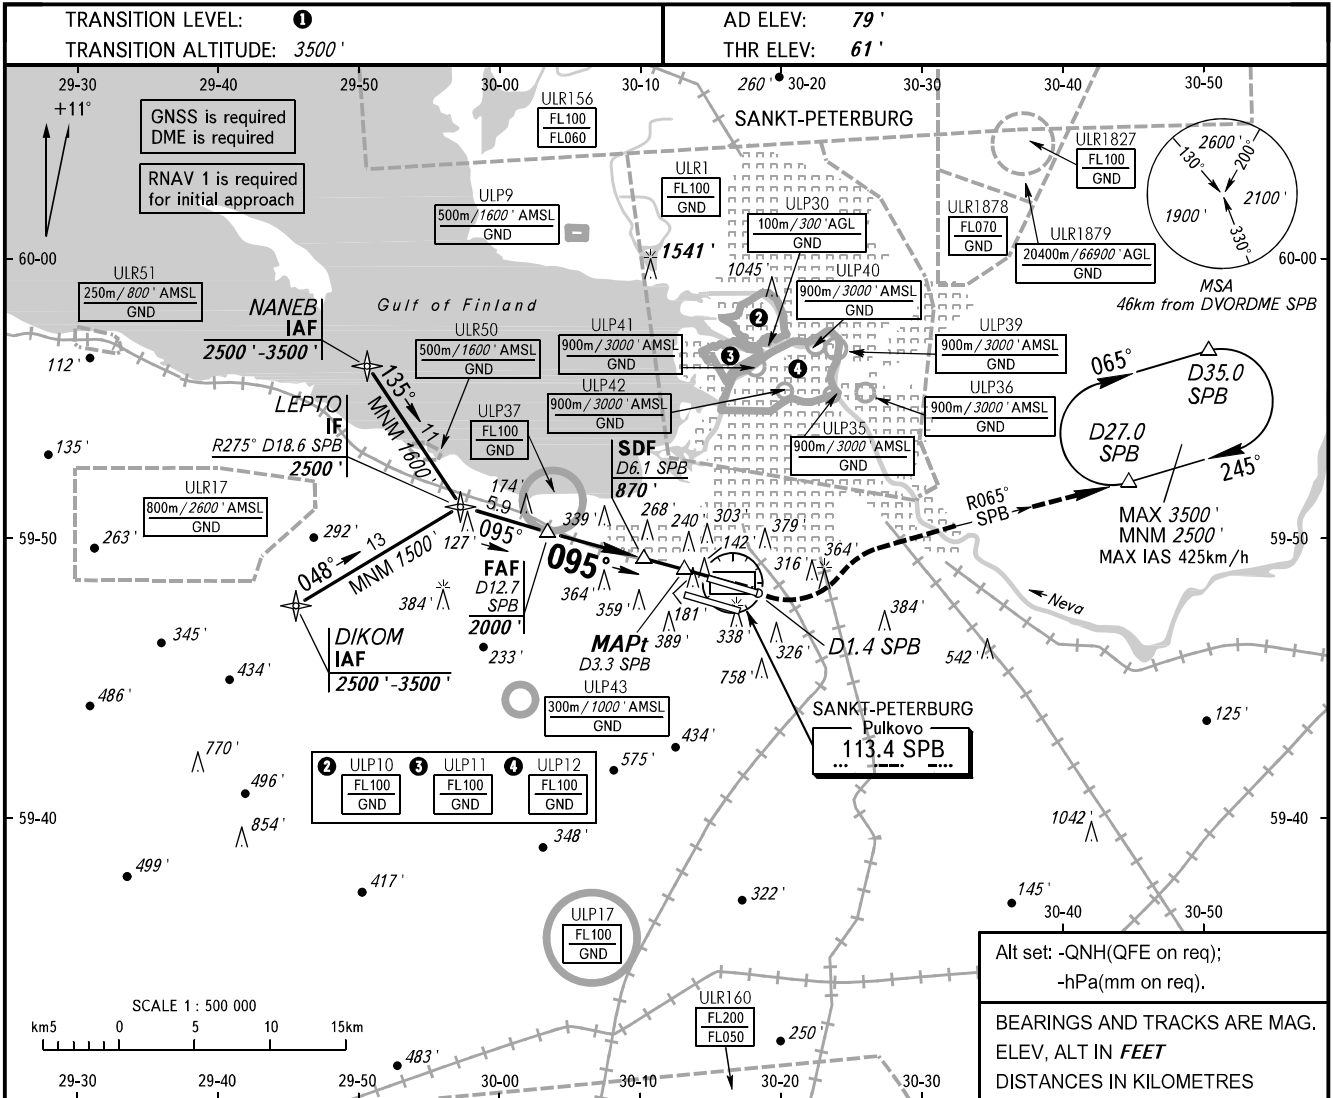 TRANSITION LEVEL: ❶
TRANSITION ALTITUDE: 3500 '
AD ELEV: 79 '
THR ELEV: 61 '
29-30
29-40
29-50
30-00
30-10
260 '
30-20
30-30
30-40
30-50
+11°
GNSS is required
DME is required
RNAV 1 is required
for initial approach
ULR156
FL100
FL060
SANKT-PETERBURG
ULR1
FL100
GND
ULP9
500m/1600 ' AMSL
GND
1541 '
ULP30
100m/300 ' AGL
GND
ULR1827
FL100
GND
ULR1878
FL070
GND
ULR1879
20400m/66900 ' AGL
GND
2600 '
130°
200°
1900 '
2100 '
330°
MSA
46km from DVORDME SPB
60-00
60-00
ULR51
250m/800 ' AMSL
GND
112 '
NANEB
IAF
2500 '-3500 '
Gulf of Finland
ULR50
500m/1600 ' AMSL
GND
1045 '
ULP40
900m/3000 ' AMSL
GND
ULP41
900m/3000 ' AMSL
GND
❷
❸
❹
ULP39
900m/3000 ' AMSL
GND
ULP42
900m/3000 ' AMSL
GND
ULP36
900m/3000 ' AMSL
GND
ULP35
900m/3000 ' AMSL
GND
135° 11
MNM 1600 '
LEPTO
IF
R275° D18.6 SPB
2500 '
ULP37
FL100
GND
SDF
D6.1 SPB
870 '
065°
D35.0
SPB
D27.0
SPB
245°
R065°
SPB
MAX 3500 '
MNM 2500 '
MAX IAS 425km/h
135 '
ULR17
800m/2600 ' AMSL
GND
263 '
292 '
174 '
5.9
095°
127 '
339 '
268 '
240 '
303 '
379 '
142 '
316 '
364 '
59-50
59-50
048° 13
MNM 1500 '
095°
FAF
D12.7
SPB
2000 '
384 '
364 '
359 '
389 '
181 '
338 '
326 '
384 '
Neva
345 '
434 '
486 '
DIKOM
IAF
2500 '-3500 '
233 '
MAPt
D3.3 SPB
D1.4 SPB
758 '
542 '
ULP43
300m/1000 ' AMSL
GND
SANKT-PETERBURG
Pulkovo
113.4 SPB
125 '
770 '
496 '
854 '
❷ ULP10
FL100
GND
❸ ULP11
FL100
GND
❹ ULP12
FL100
GND
575 '
434 '
59-40
59-40
1042 '
348 '
499 '
417 '
322 '
145 '
30-40
30-50
ULP17
FL100
GND
SCALE 1 : 500 000
km5 0 5 10 15km
ULR160
FL200
FL050
250 '
483 '
29-30
29-40
29-50
30-00
30-10
30-20
30-30
Alt set: -QNH(QFE on req);
-hPa(mm on req).
BEARINGS AND TRACKS ARE MAG.
ELEV, ALT IN FEET
DISTANCES IN KILOMETRES